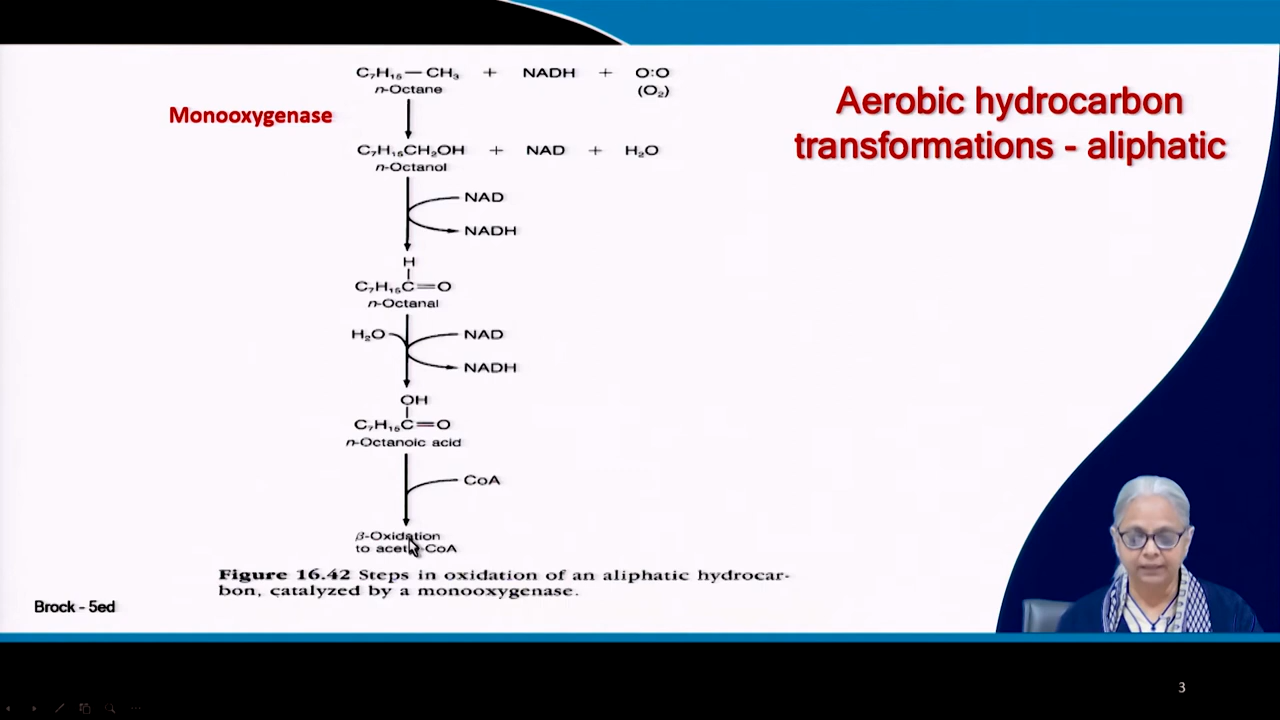 Aerobic hydrocarbon
transformations - aliphatic
Monooxygenase
C₇H₁₅—CH₃ + NADH + O:O
n-Octane (O₂)
C₇H₁₅CH₂OH + NAD + H₂O
n-Octanol
NAD
NADH
H
C₇H₁₅C=O
n-Octanal
H₂O NAD
NADH
OH
C₇H₁₅C=O
n-Octanoic acid
CoA
β-Oxidation
to acetyl-CoA
Figure 16.42 Steps in oxidation of an aliphatic hydrocar-
bon, catalyzed by a monooxygenase.
Brock - 5ed
3